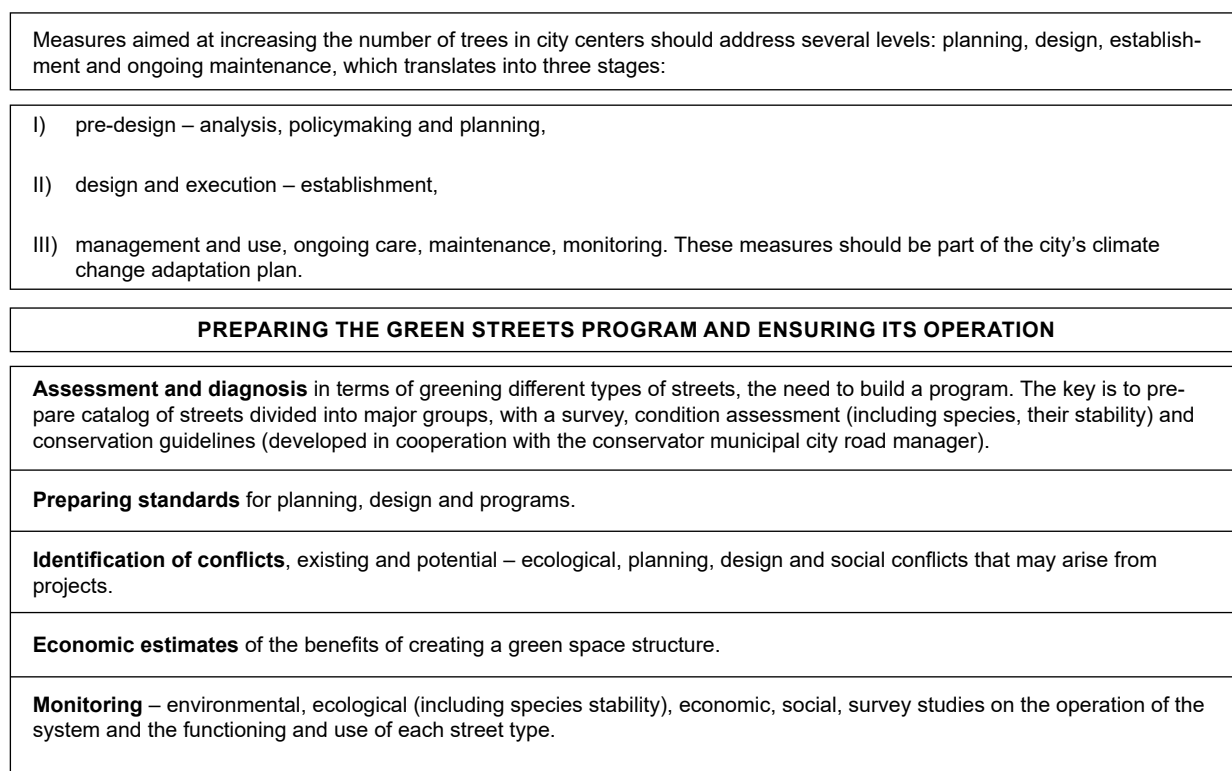 Measures aimed at increasing the number of trees in city centers should address several levels: planning, design, establish-
ment and ongoing maintenance, which translates into three stages:
I) pre-design – analysis, policymaking and planning,
II) design and execution – establishment,
III) management and use, ongoing care, maintenance, monitoring. These measures should be part of the city's climate
change adaptation plan.
PREPARING THE GREEN STREETS PROGRAM AND ENSURING ITS OPERATION
Assessment and diagnosis in terms of greening different types of streets, the need to build a program. The key is to pre-
pare catalog of streets divided into major groups, with a survey, condition assessment (including species, their stability) and
conservation guidelines (developed in cooperation with the conservator municipal city road manager).
Preparing standards for planning, design and programs.
Identification of conflicts, existing and potential – ecological, planning, design and social conflicts that may arise from
projects.
Economic estimates of the benefits of creating a green space structure.
Monitoring – environmental, ecological (including species stability), economic, social, survey studies on the operation of the
system and the functioning and use of each street type.